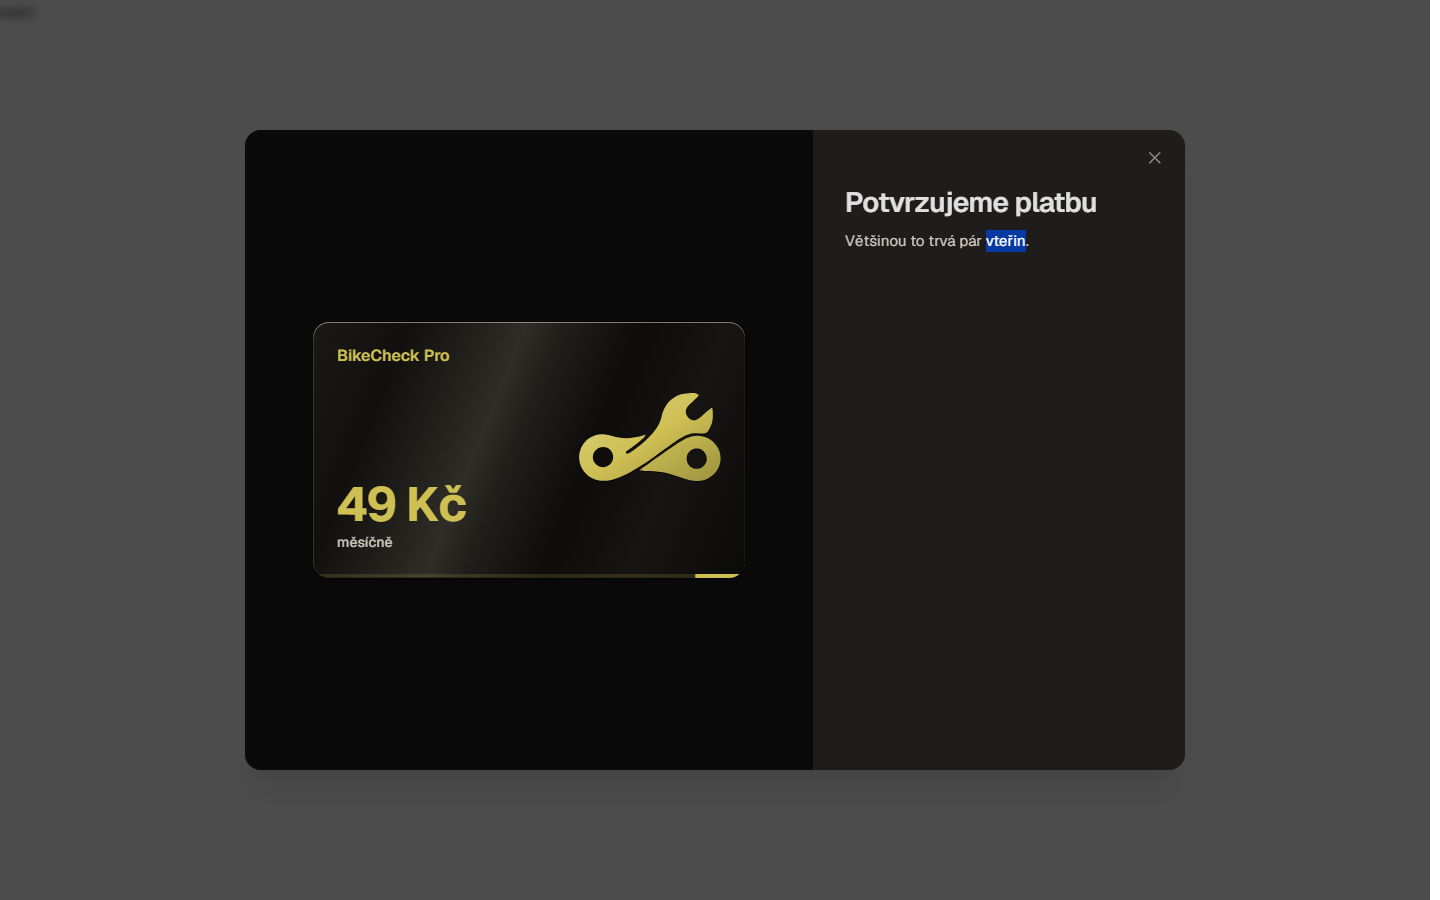 Potvrzujeme platbu
Většinou to trvá pár vteřin.
BikeCheck Pro
49 Kč
měsíčně